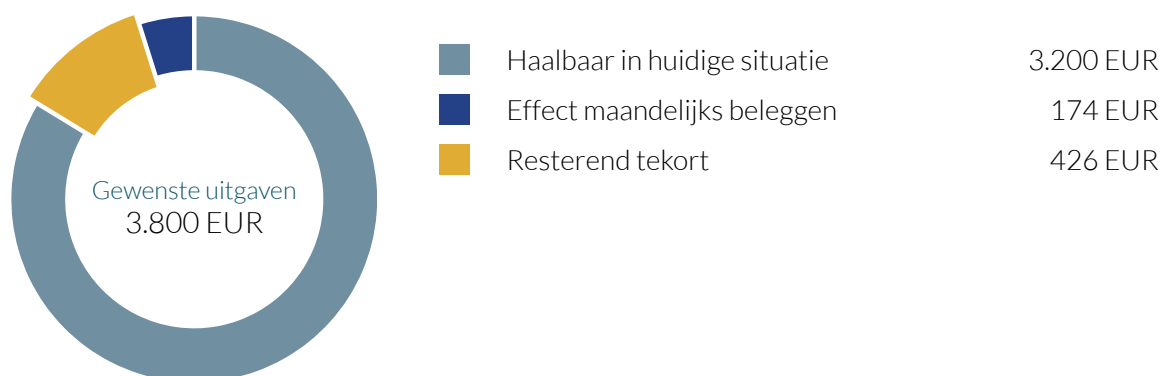 Haalbaar in huidige situatie 3.200 EUR
Effect maandelijks beleggen 174 EUR
Resterend tekort 426 EUR
Gewenste uitgaven
3.800 EUR